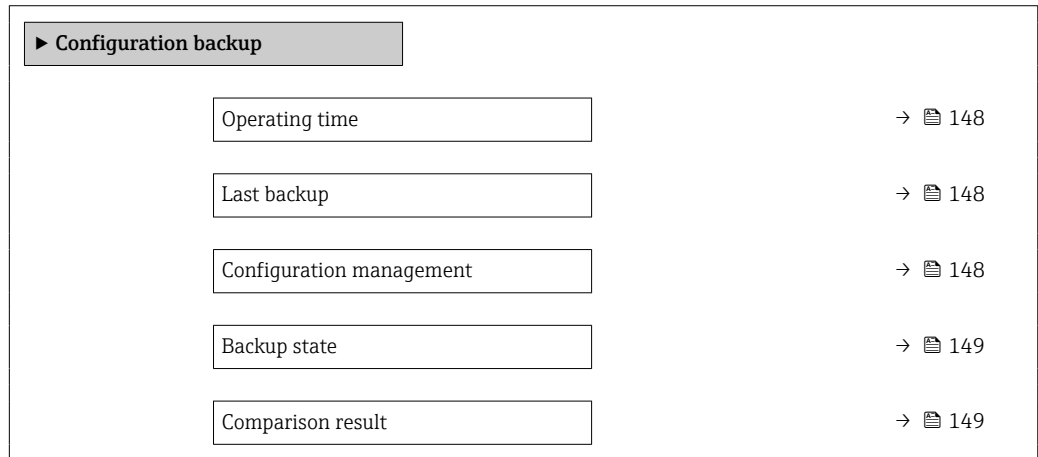 ► Configuration backup
Operating time → 🖹 148
Last backup → 🖹 148
Configuration management → 🖹 148
Backup state → 🖹 149
Comparison result → 🖹 149